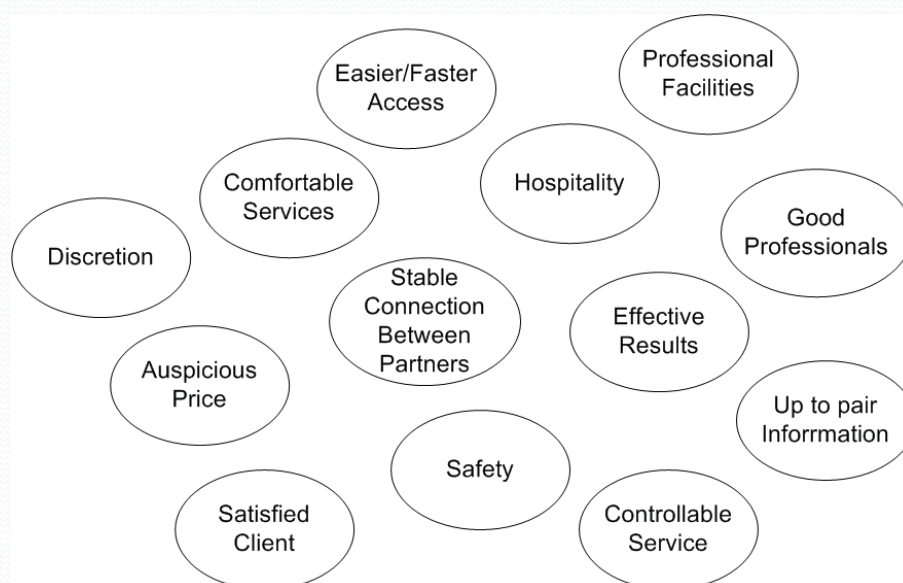 Easier/Faster
Access
Professional
Facilities
Comfortable
Services
Hospitality
Good
Professionals
Discretion
Stable
Connection
Between
Partners
Effective
Results
Auspicious
Price
Up to pair
Inforrmation
Safety
Satisfied
Client
Controllable
Service